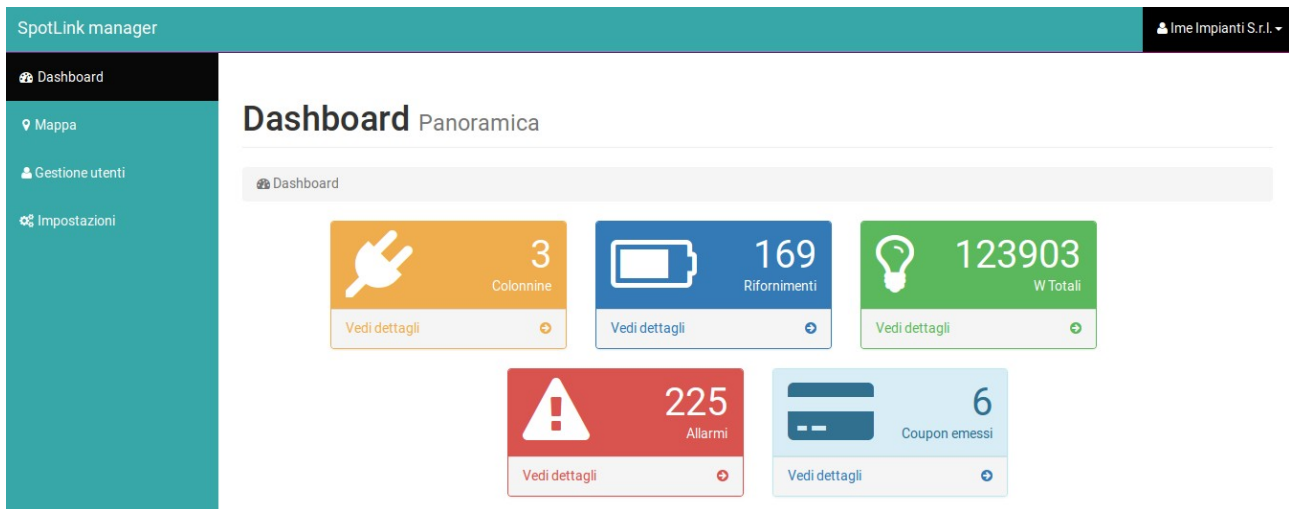 SpotLink manager
Ime Impianti S.r.l.
Dashboard
Mappa
Gestione utenti
Impostazioni
Dashboard Panoramica
Dashboard
3
Colonnine
Vedi dettagli
169
Rifornimenti
Vedi dettagli
123903
W Totali
Vedi dettagli
225
Allarmi
Vedi dettagli
6
Coupon emessi
Vedi dettagli